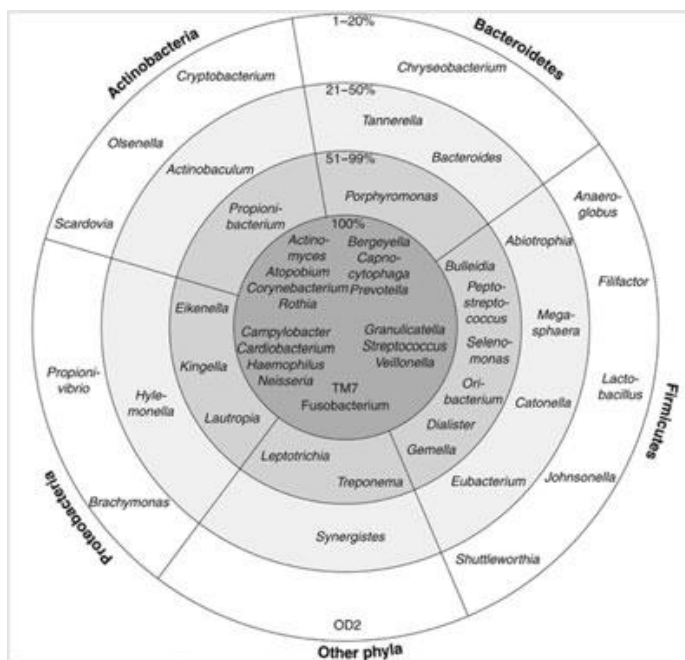 1–20%
Bacteroidetes
Actinobacteria
Chryseobacterium
Cryptobacterium
21–50%
Tannerella
Olsenella
Actinobaculum
51–99%
Bacteroides
Anaero-
globus
Porphyromonas
Propioni-
bacterium
Scardovia
100%
Actino-
myces
Atopobium
Corynebacterium
Rothia
Bergeyella
Capno-
cytophaga
Prevotella
Abiotrophia
Bulleidia
Filifactor
Pepto-
strepto-
coccus
Eikenella
Mega-
sphaera
Campylobacter
Cardiobacterium
Haemophilus
Neisseria
Granulicatella
Streptococcus
Veillonella
Seleno-
monas
Kingella
Propioni-
vibrio
Hyle-
monella
TM7
Fusobacterium
Ori-
bacterium
Catonella
Lacto-
bacillus
Firmicutes
Lautropia
Dialister
Gemella
Leptotrichia
Treponema
Eubacterium
Johnsonella
Brachymonas
Proteobacteria
Synergistes
Shuttleworthia
OD2
Other phyla